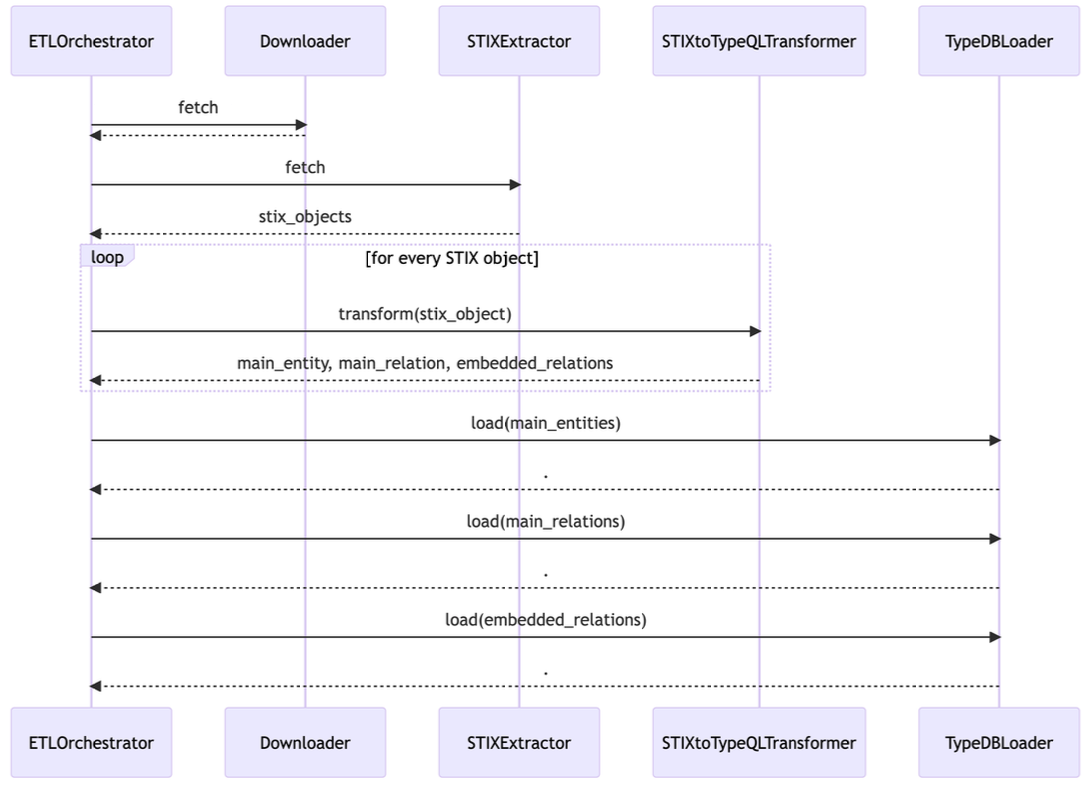 ETLOrchestrator
Downloader
STIXExtractor
STIXtoTypeQLTransformer
TypeDBLoader
fetch
fetch
stix_objects
loop
[for every STIX object]
transform(stix_object)
main_entity, main_relation, embedded_relations
load(main_entities)
.
load(main_relations)
.
load(embedded_relations)
.
ETLOrchestrator
Downloader
STIXExtractor
STIXtoTypeQLTransformer
TypeDBLoader